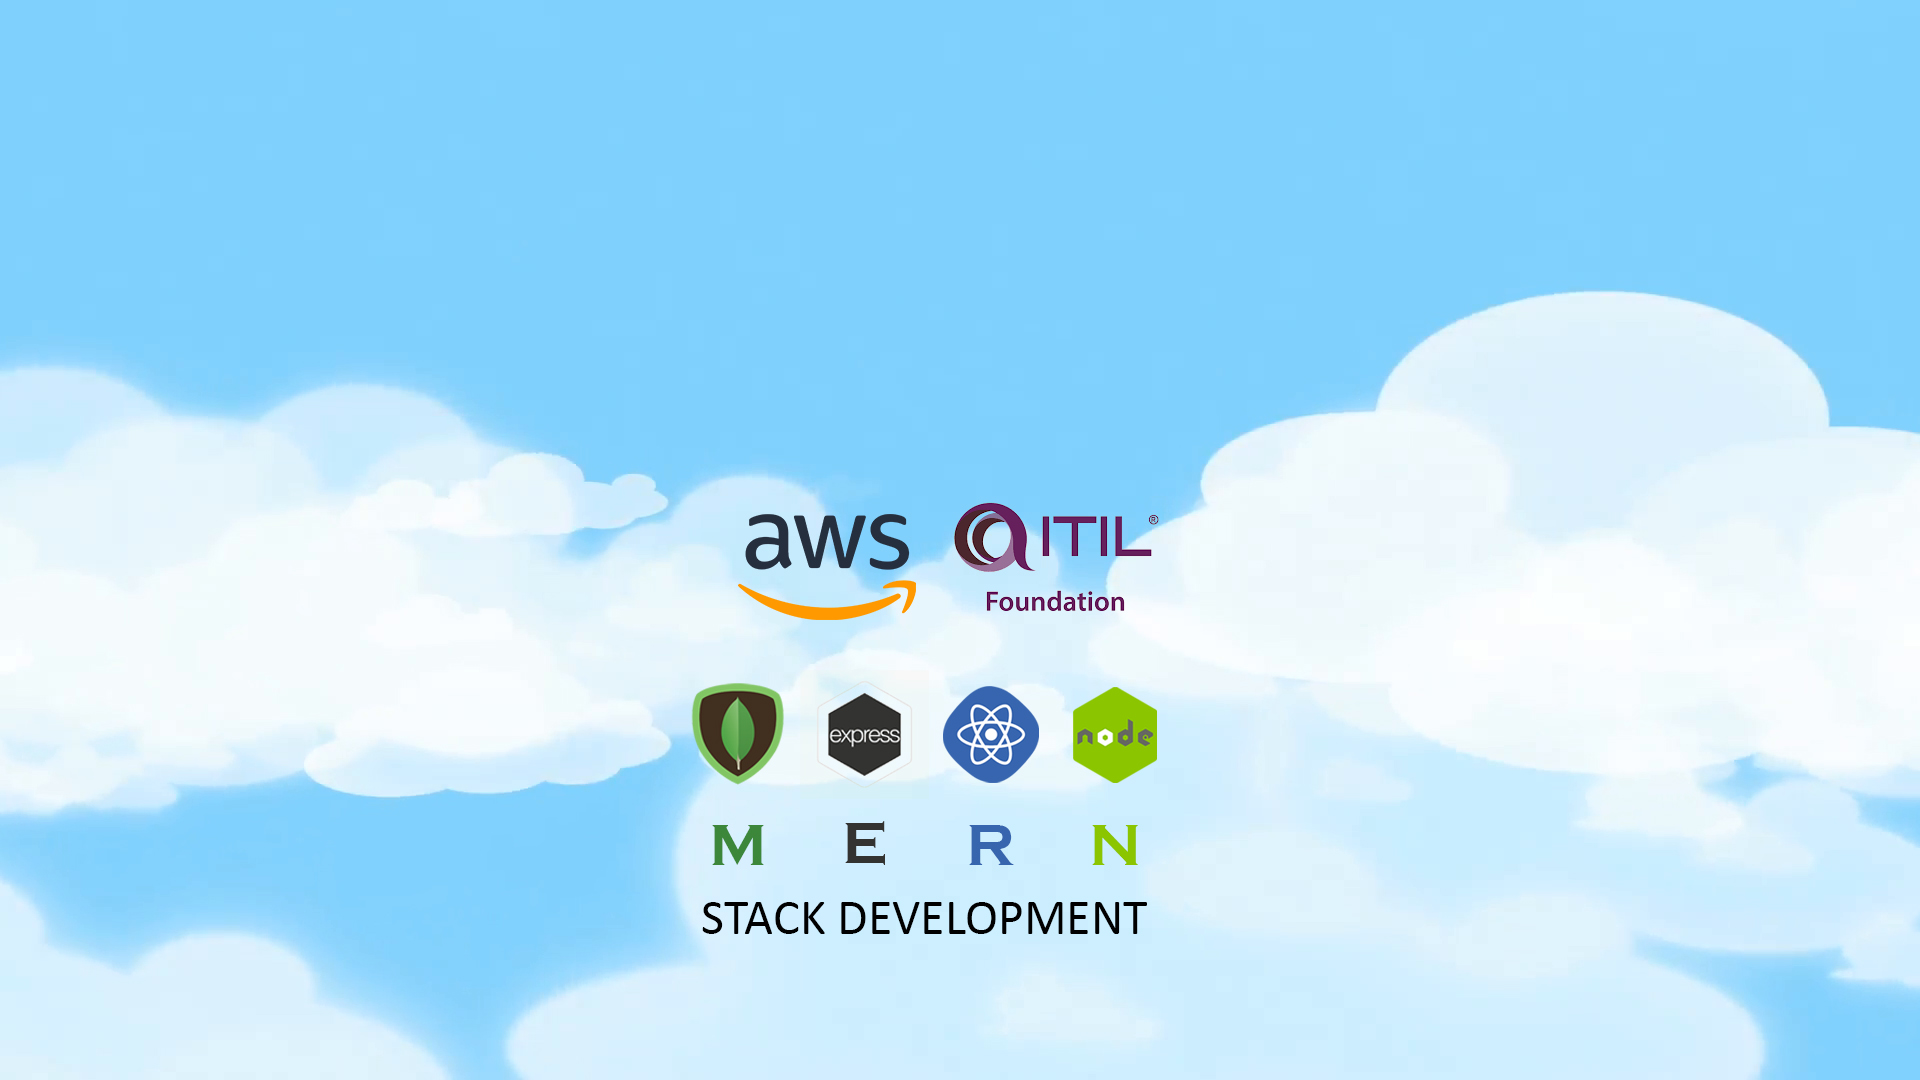 aws ITIL®
Foundation
express node
M E R N
STACK DEVELOPMENT